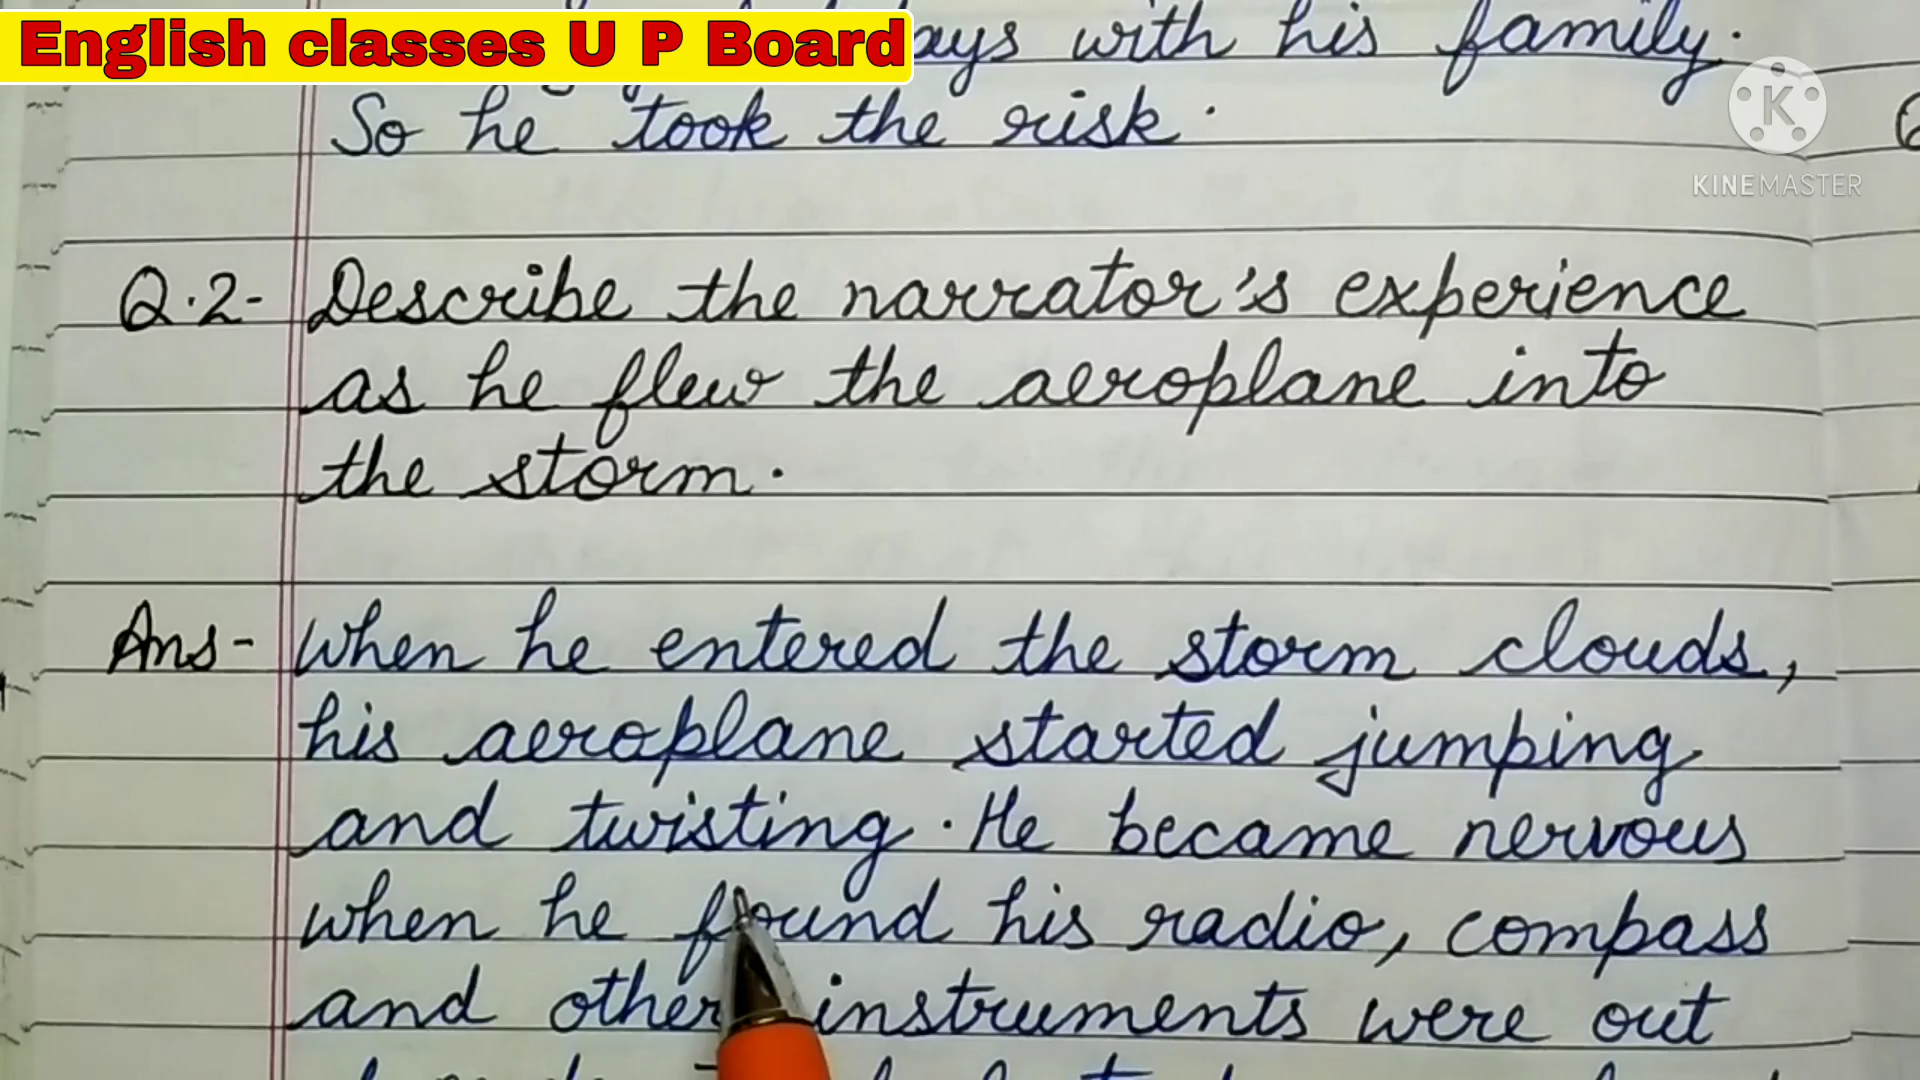 English classes U P Board
with his family.
So he took the risk.
KINEMASTER
Q.2- Describe the narrator's experience
as he flew the aeroplane into
the storm.
Ans- When he entered the storm clouds,
his aeroplane started jumping
and twisting. He became nervous
when he found his radio, compass
and other instruments were out